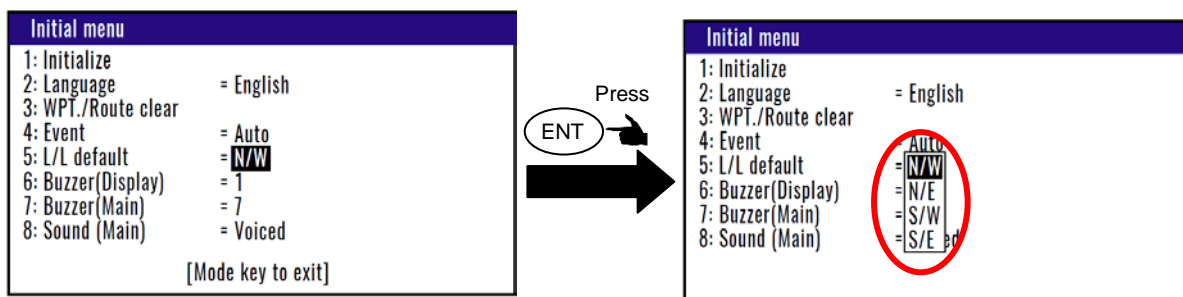 Initial menu
1: Initialize
2: Language = English
3: WPT./Route clear
4: Event = Auto
5: L/L default = N/W
6: Buzzer(Display) = 1
7: Buzzer(Main) = 7
8: Sound (Main) = Voiced
[Mode key to exit]
Press
ENT
Initial menu
1: Initialize
2: Language = English
3: WPT./Route clear
4: Event = Auto
5: L/L default = N/W
6: Buzzer(Display) = N/E
7: Buzzer(Main) = S/W
8: Sound (Main) = S/E ed